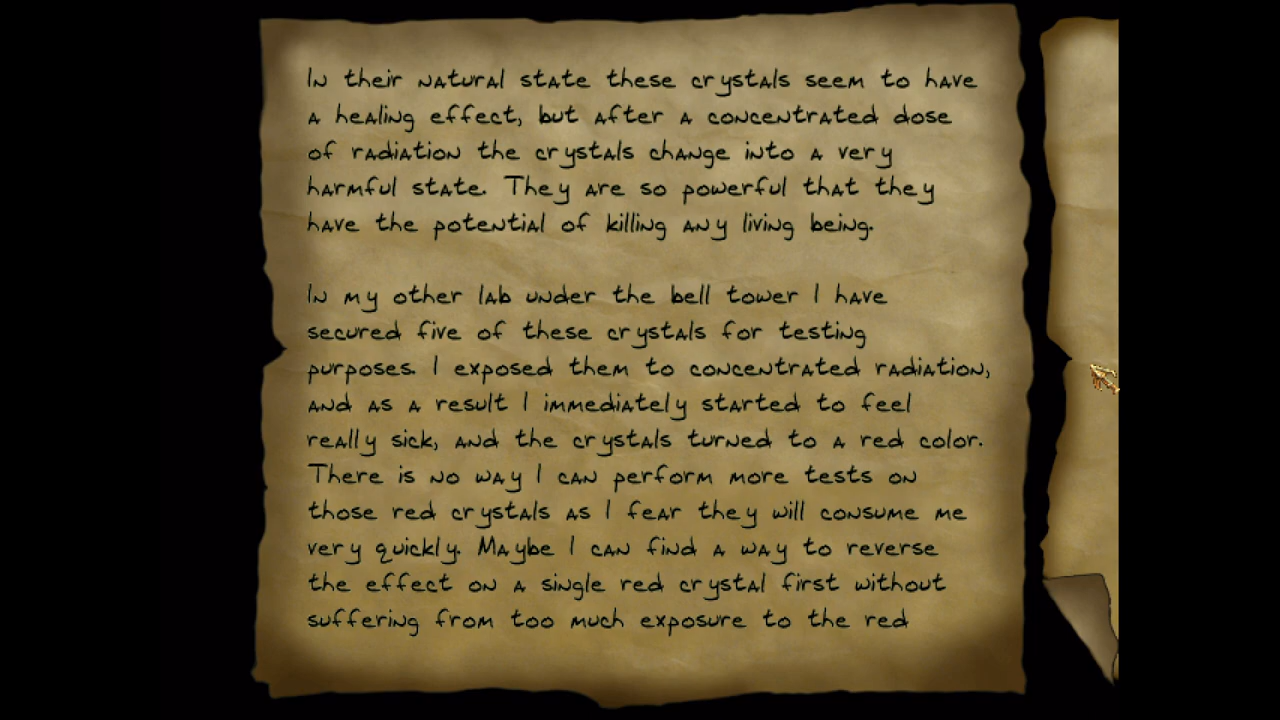 In their natural state these crystals seem to have
a healing effect, but after a concentrated dose
of radiation the crystals change into a very
harmful state. They are so powerful that they
have the potential of killing any living being.
In my other lab under the bell tower I have
secured five of these crystals for testing
purposes. I exposed them to concentrated radiation,
and as a result I immediately started to feel
really sick, and the crystals turned to a red color.
There is no way I can perform more tests on
those red crystals as I fear they will consume me
very quickly. Maybe I can find a way to reverse
the effect on a single red crystal first without
suffering from too much exposure to the red